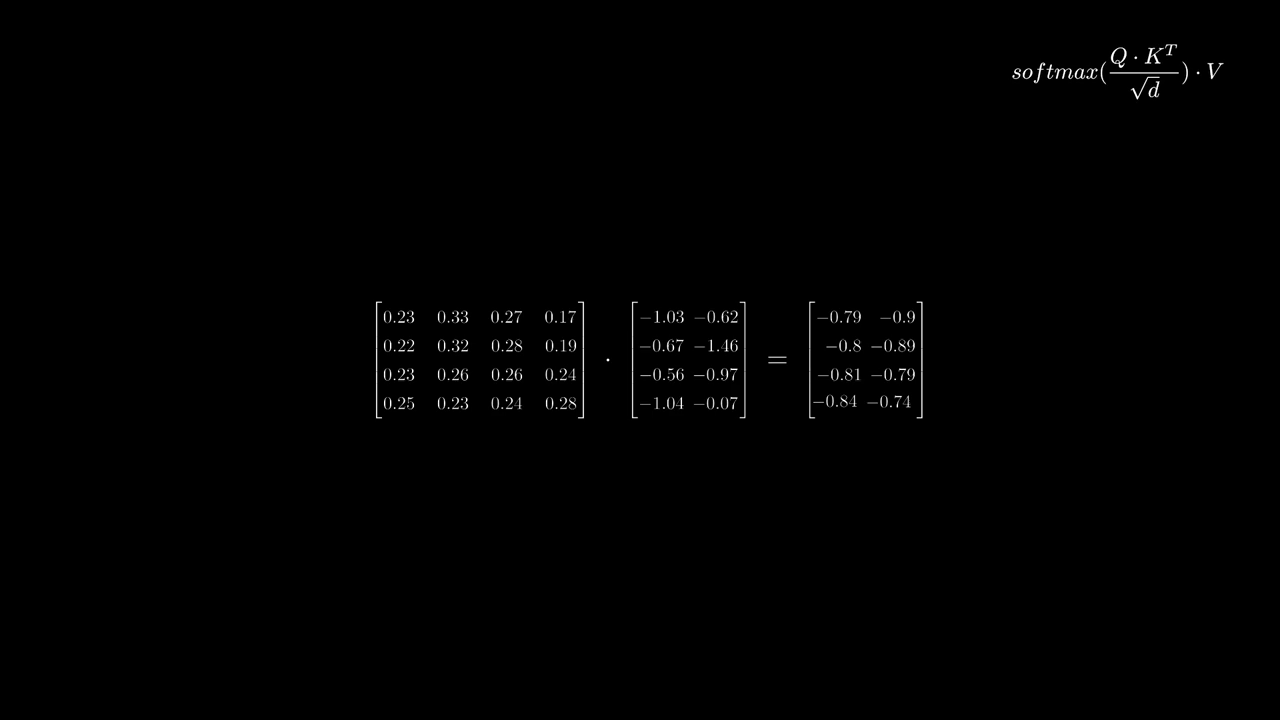 softmax(Q · K^T / √d) · V
0.23 0.33 0.27 0.17 −1.03 −0.62 −0.79 −0.9
0.22 0.32 0.28 0.19 −0.67 −1.46 −0.8 −0.89
· =
0.23 0.26 0.26 0.24 −0.56 −0.97 −0.81 −0.79
0.25 0.23 0.24 0.28 −1.04 −0.07 −0.84 −0.74